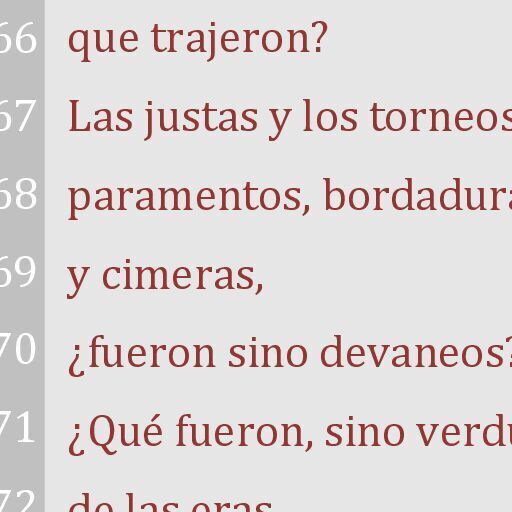 66 que trajeron?
67 Las justas y los torneos
68 paramentos, bordadura
69 y cimeras,
70 ¿fueron sino devaneos?
71 ¿Qué fueron, sino verdu
72 de las eras